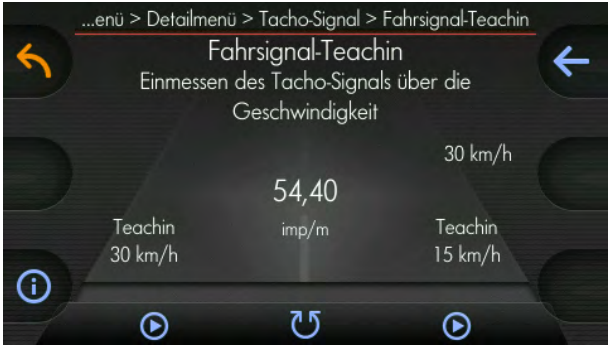 ...enü > Detailmenü > Tacho-Signal > Fahrsignal-Teachin
Fahrsignal-Teachin
Einmessen des Tacho-Signals über die
Geschwindigkeit
30 km/h
54,40
imp/m
Teachin
30 km/h
Teachin
15 km/h